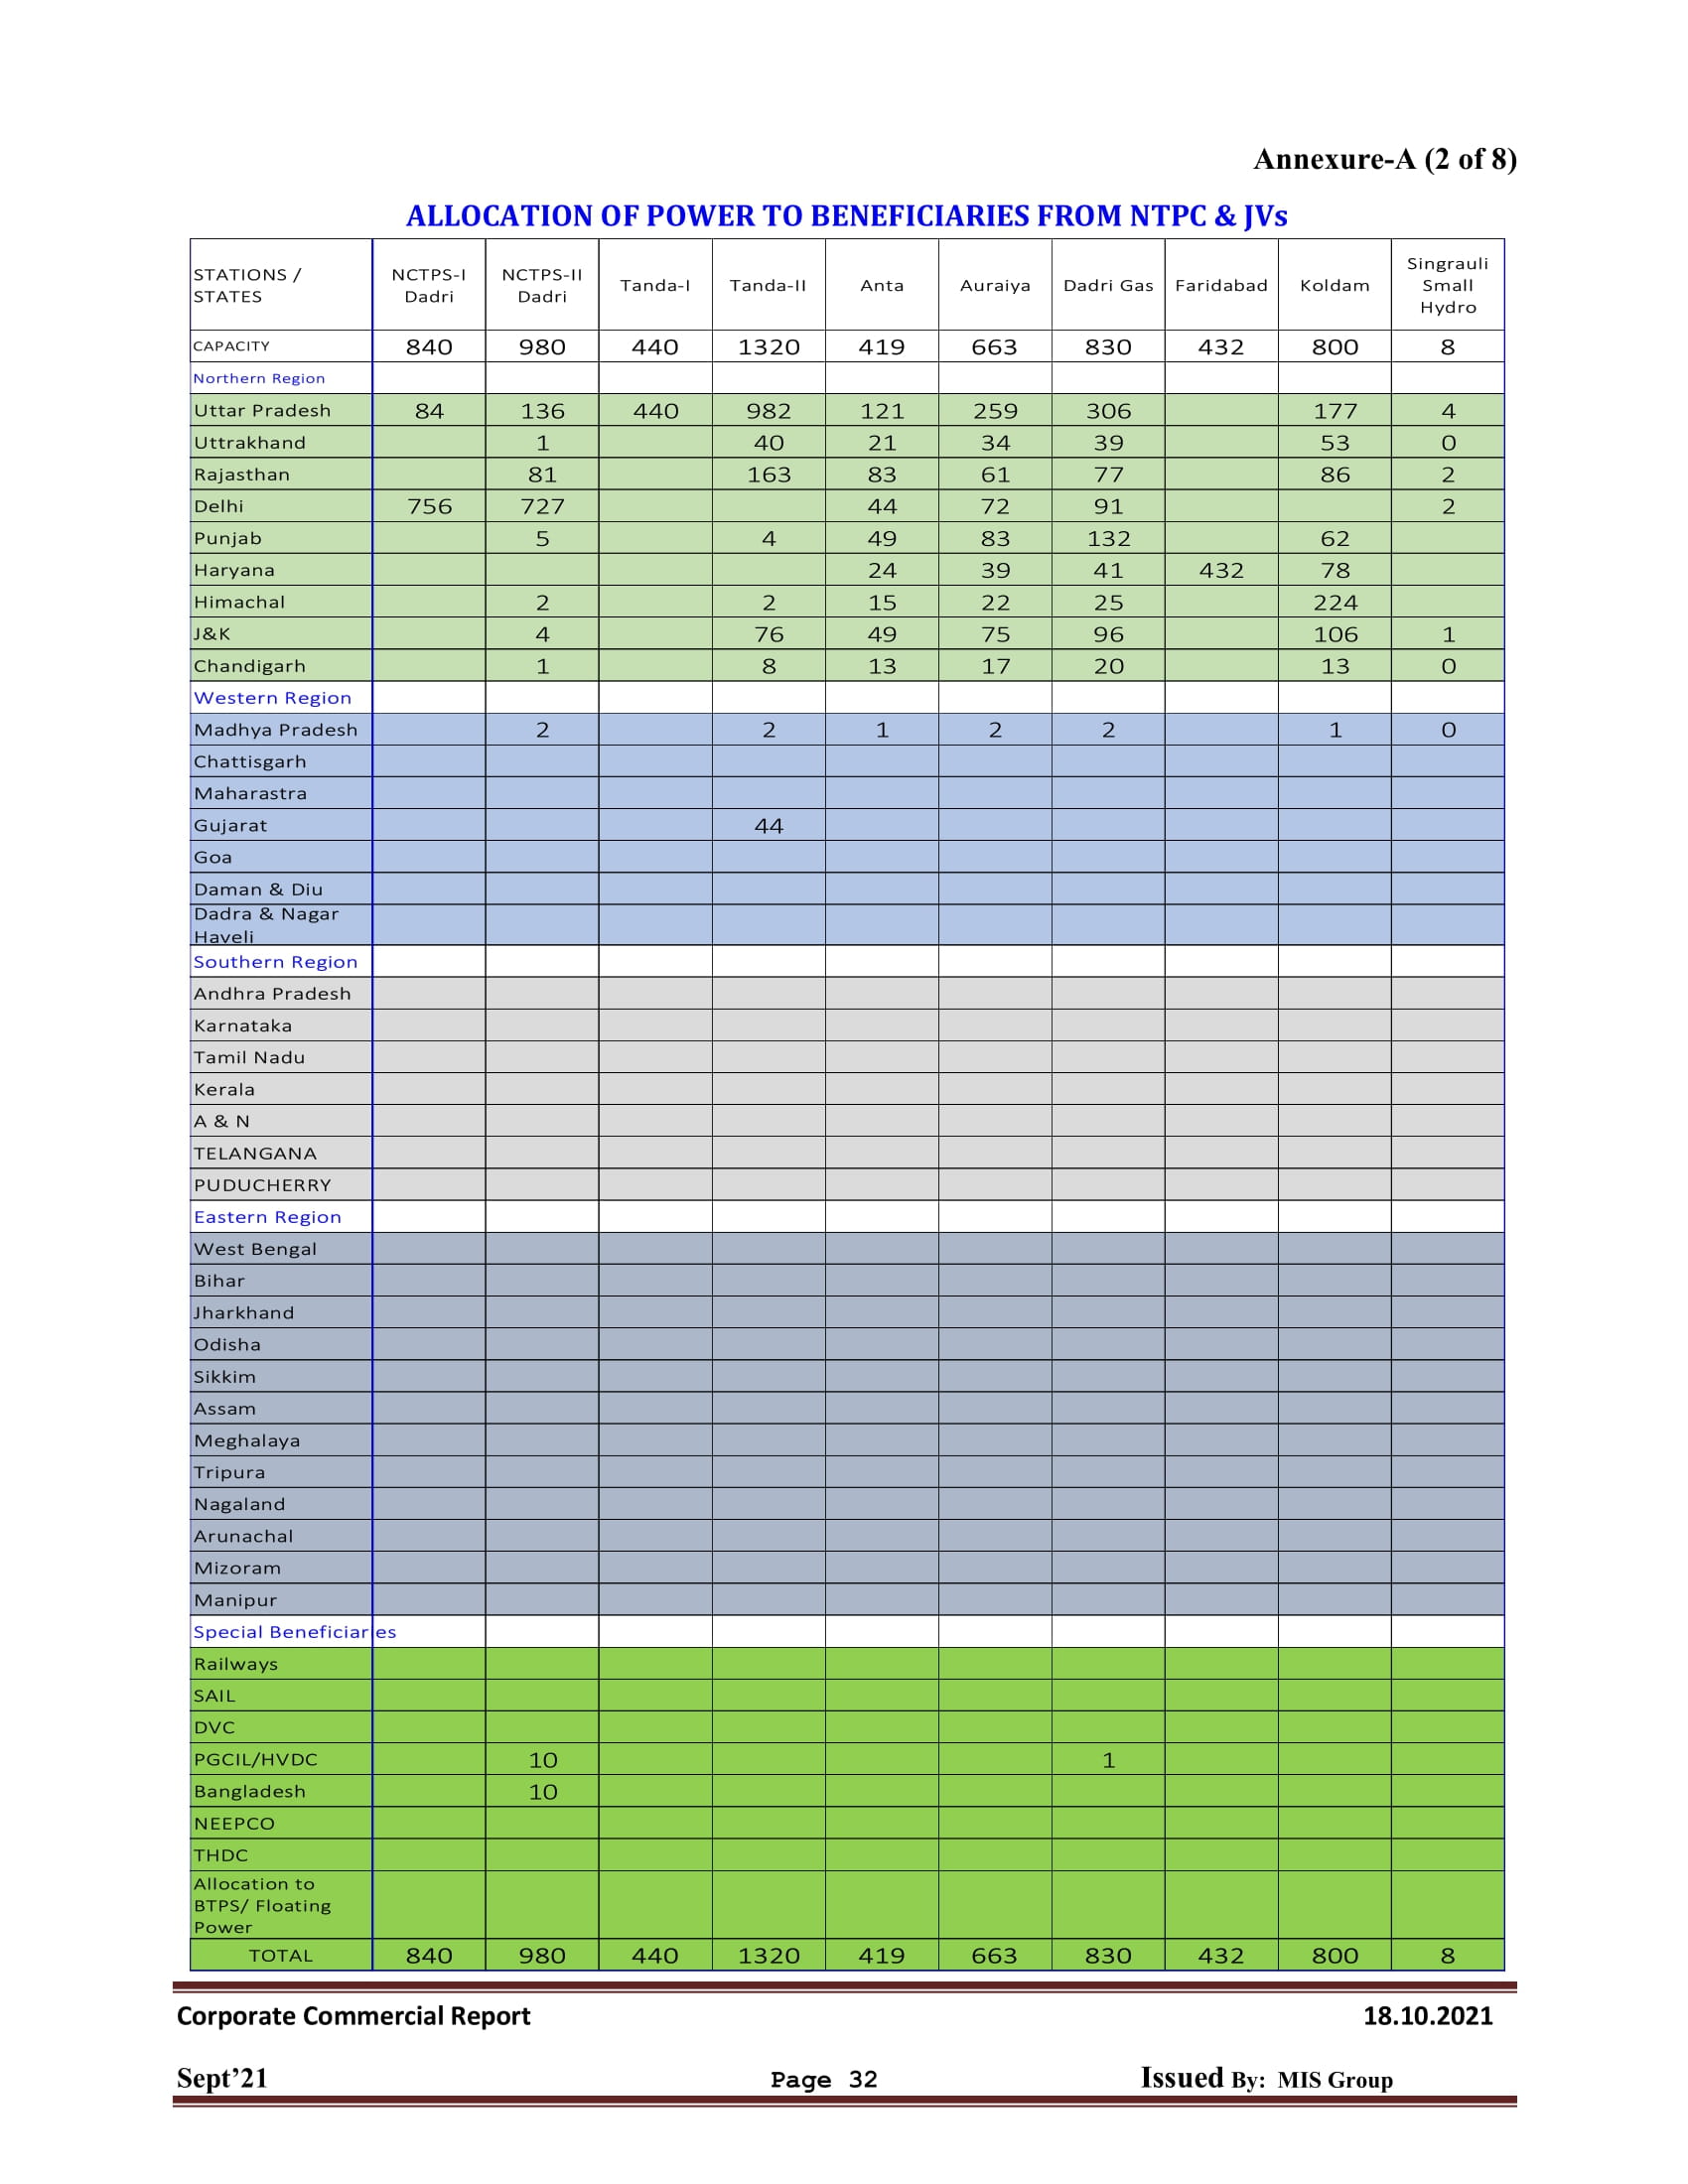 Annexure-A (2 of 8)
ALLOCATION OF POWER TO BENEFICIARIES FROM NTPC & JVs
STATIONS / STATES NCTPS-I Dadri NCTPS-II Dadri Tanda-I Tanda-II Anta Auraiya Dadri Gas Faridabad Koldam Singrauli Small Hydro
CAPACITY 840 980 440 1320 419 663 830 432 800 8
Northern Region
Uttar Pradesh 84 136 440 982 121 259 306 177 4
Uttrakhand 1 40 21 34 39 53 0
Rajasthan 81 163 83 61 77 86 2
Delhi 756 727 44 72 91 2
Punjab 5 4 49 83 132 62
Haryana 24 39 41 432 78
Himachal 2 2 15 22 25 224
J&K 4 76 49 75 96 106 1
Chandigarh 1 8 13 17 20 13 0
Western Region
Madhya Pradesh 2 2 1 2 2 1 0
Chattisgarh
Maharastra
Gujarat 44
Goa
Daman & Diu
Dadra & Nagar
Haveli
Southern Region
Andhra Pradesh
Karnataka
Tamil Nadu
Kerala
A & N
TELANGANA
PUDUCHERRY
Eastern Region
West Bengal
Bihar
Jharkhand
Odisha
Sikkim
Assam
Meghalaya
Tripura
Nagaland
Arunachal
Mizoram
Manipur
Special Beneficiaries
Railways
SAIL
DVC
PGCIL/HVDC 10 1
Bangladesh 10
NEEPCO
THDC
Allocation to
BTPS/ Floating
Power
TOTAL 840 980 440 1320 419 663 830 432 800 8
Corporate Commercial Report 18.10.2021
Sept’21 Page 32 Issued By: MIS Group